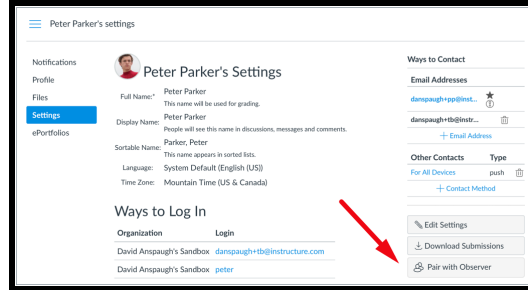 Peter Parker's settings
Notifications
Profile
Files
Settings
ePortfolios
Peter Parker's Settings
Full Name:* Peter Parker
This name will be used for grading.
Display Name: Peter Parker
People will see this name in discussions, messages and comments.
Sortable Name: Parker, Peter
This name appears in sorted lists.
Language: System Default (English (US))
Time Zone: Mountain Time (US & Canada)
Ways to Log In
Organization Login
David Anspaugh's Sandbox danspaugh+tb@instructure.com
David Anspaugh's Sandbox peter
Ways to Contact
Email Addresses
danspaugh+pp@inst...
danspaugh+tb@instr...
+ Email Address
Other Contacts Type
For All Devices push
+ Contact Method
Edit Settings
Download Submissions
Pair with Observer